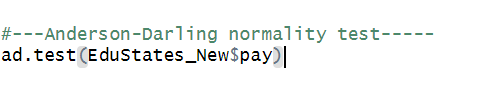 #---Anderson-Darling normality test-----
ad.test(EduStates_New$pay)